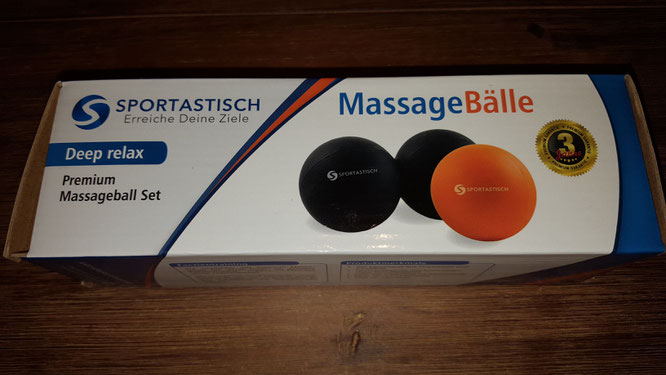 SPORTASTISCH
Erreiche Deine Ziele
Deep relax
Premium
Massageball Set
MassageBälle
SPORTASTISCH
SPORTASTISCH
3